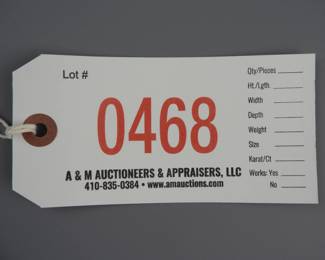 Lot #
0468
A & M AUCTIONEERS & APPRAISERS, LLC
410-835-0384 • www.amauctions.com
Qty/Pieces
Ht./Lgth.
Width
Depth
Weight
Size
Karat/Ct
Works: Yes
No